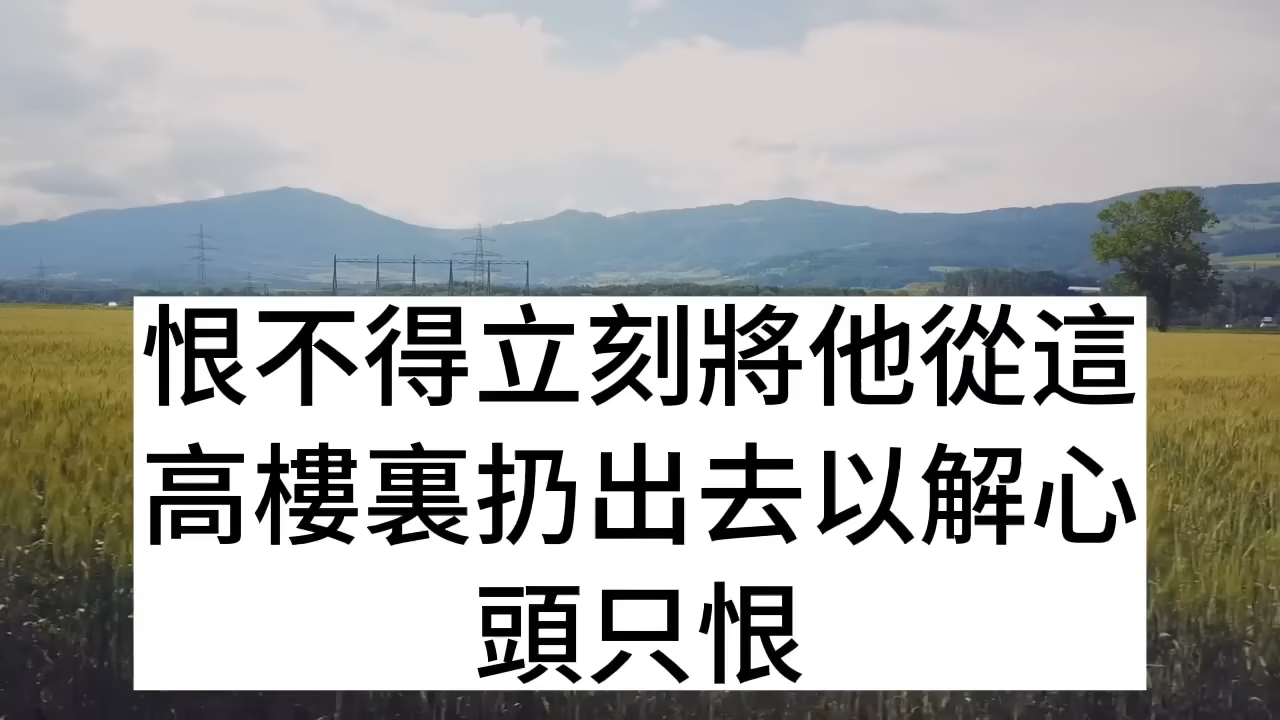 恨不得立刻將他從這
高樓裏扔出去以解心
頭只恨